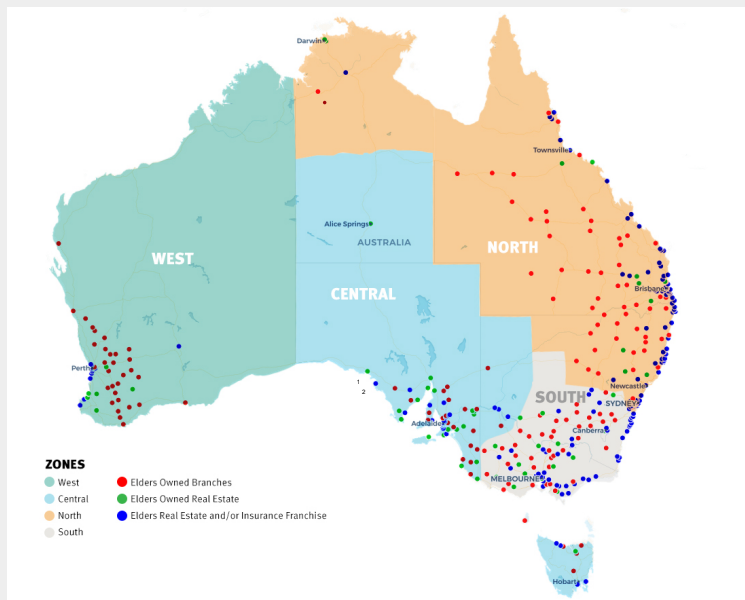 Darwin
Townsville
Alice Springs
AUSTRALIA
WEST
NORTH
CENTRAL
Brisbane
Perth
1
2
Newcastle
SOUTH
SYDNEY
Adelaide
Canberra
MELBOURNE
ZONES
West
Elders Owned Branches
Central
Elders Owned Real Estate
North
Elders Real Estate and/or Insurance Franchise
South
Hobart